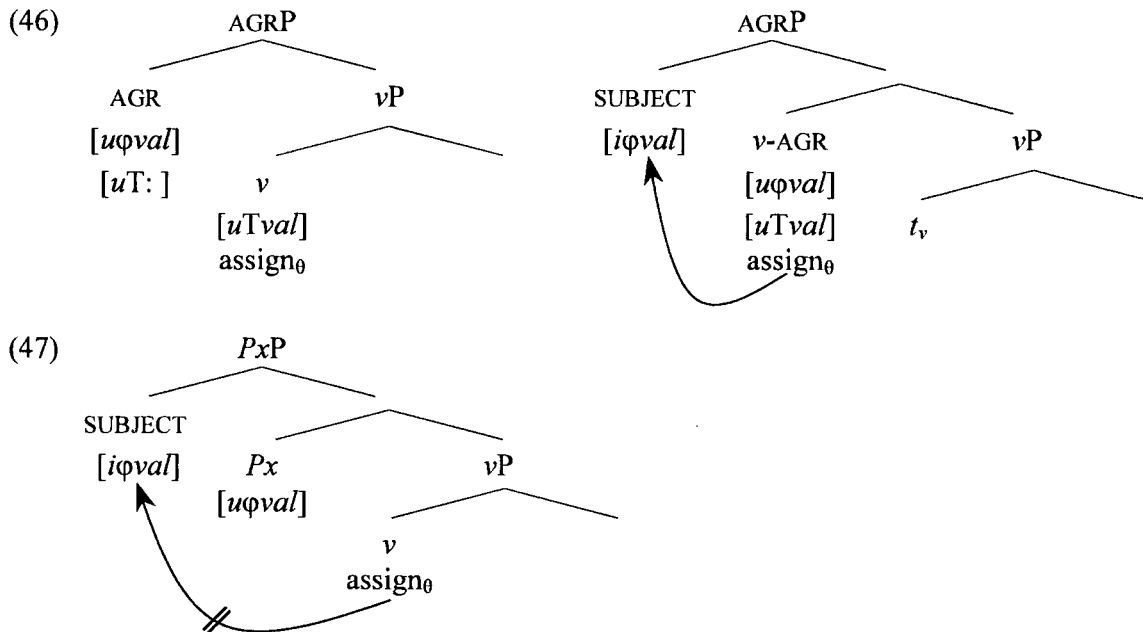 (46) AGRP AGRP
AGR vP SUBJECT
[uφval] [iφval] v-AGR vP
[uT: ] v [uφval]
[uTval] [uTval] tv
assignθ assignθ
(47) PxP
SUBJECT
[iφval] Px vP
[uφval]
v
assignθ